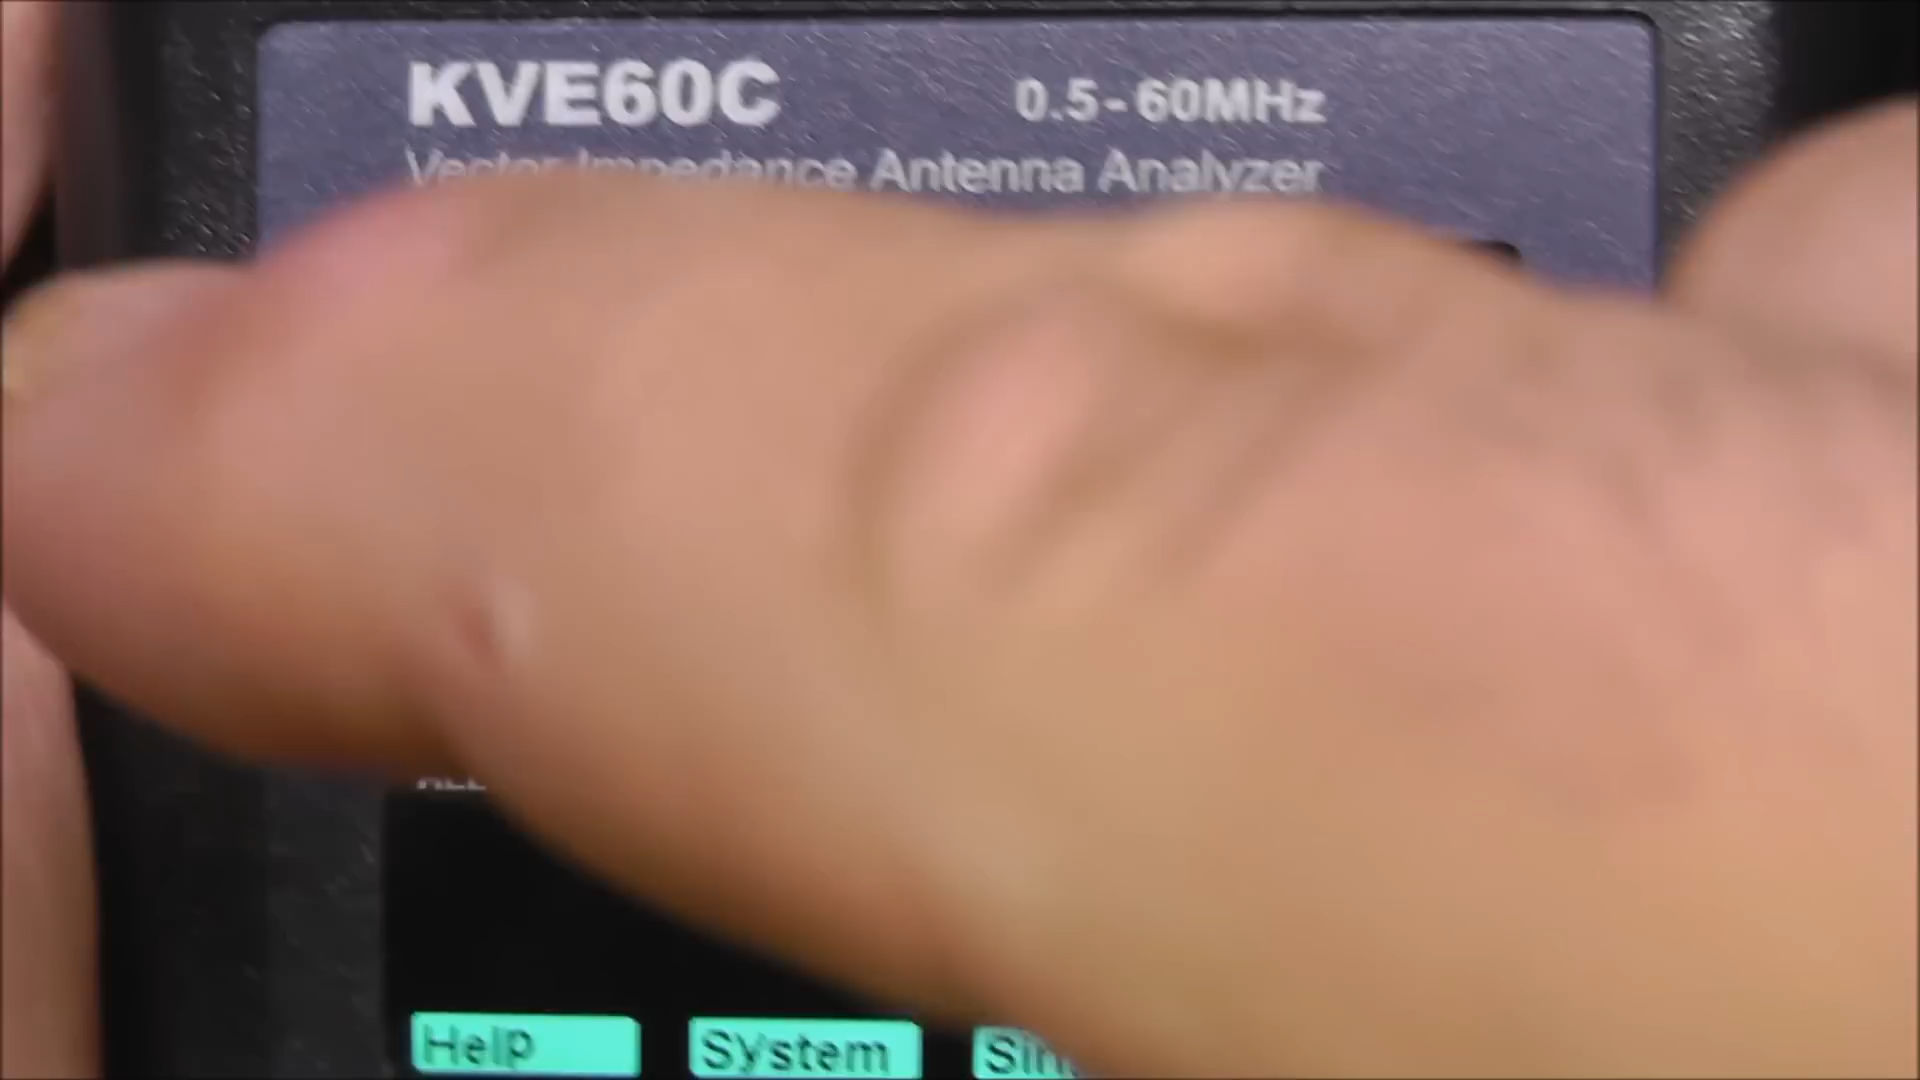 KVE60C 0.5-60MHz
Vector Impedance Antenna Analyzer
Help System